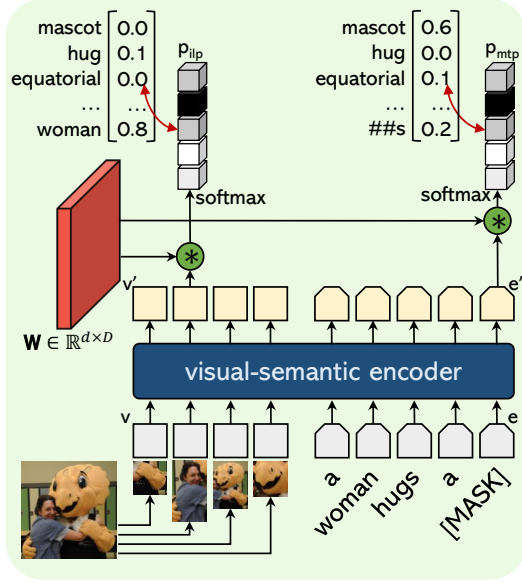 mascot 0.0
hug 0.1
equatorial 0.0
... ...
woman 0.8
p_ilp
mascot 0.6
hug 0.0
equatorial 0.1
... ...
##s 0.2
p_mtp
softmax
softmax
*
*
W ∈ ℝ^{d×D}
v'
e'
visual-semantic encoder
v
e
a
woman
hugs
a
[MASK]